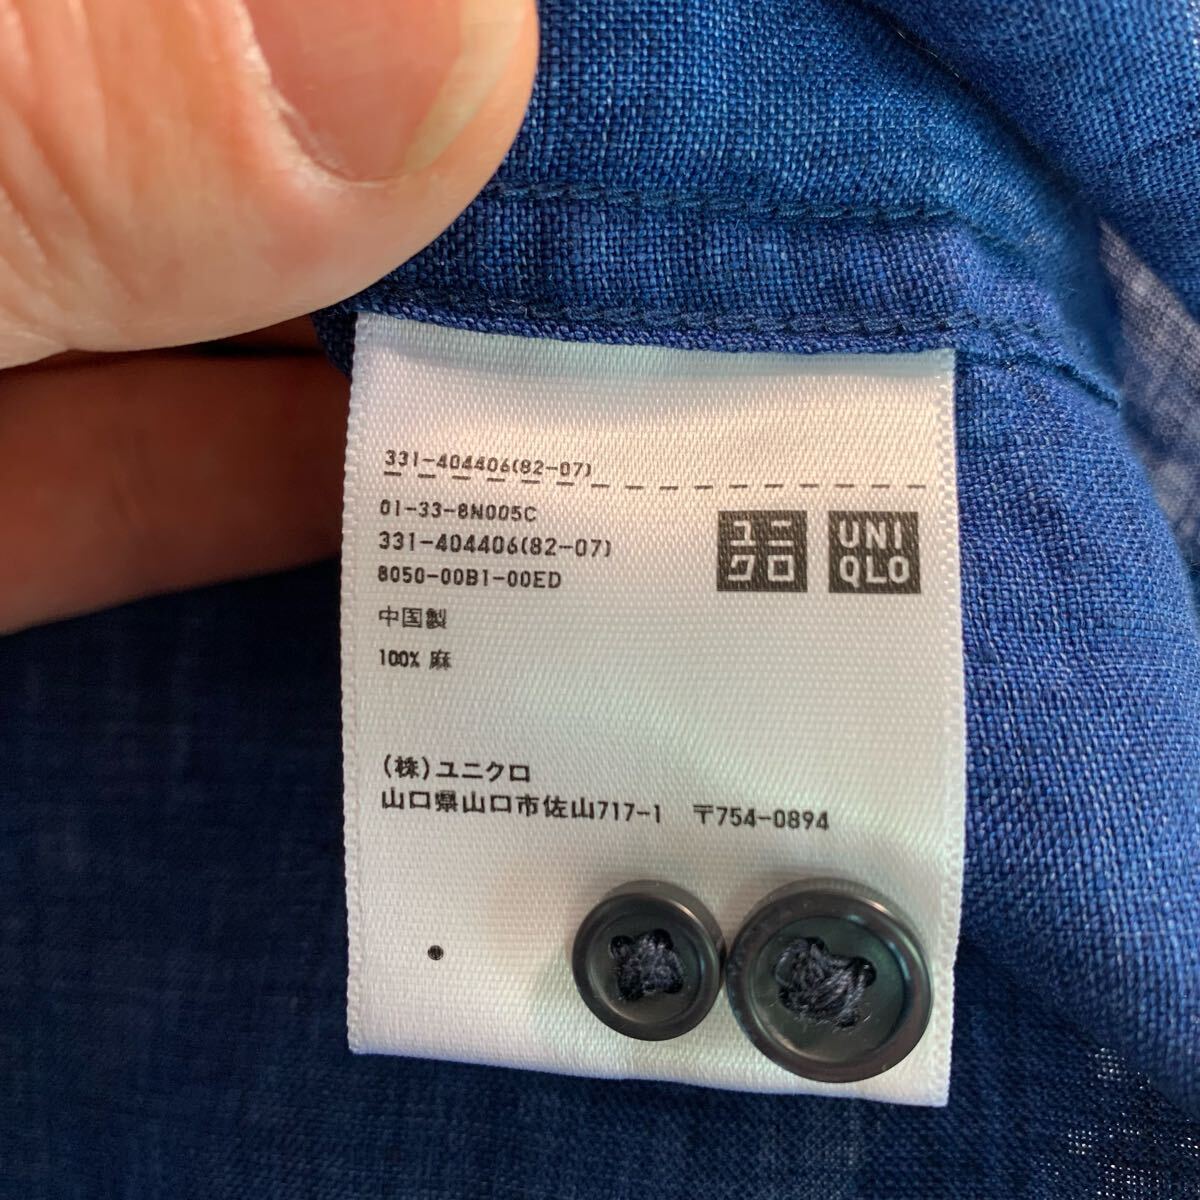 331-404406(82-07)
01-33-8N005C
331-404406(82-07)
8050-00B1-00ED
ユニ
クロ
UNI
QLO
中国製
100% 麻
(株)ユニクロ
山口県山口市佐山717-1 〒754-0894